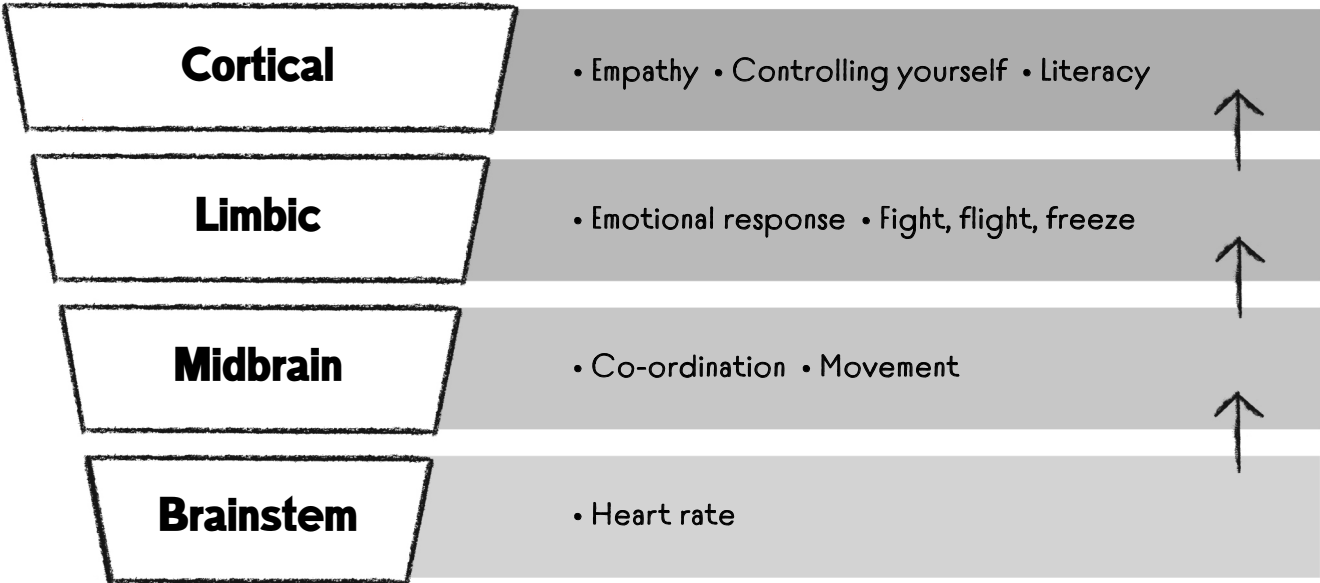 Cortical
• Empathy • Controlling yourself • Literacy
Limbic
• Emotional response • Fight, flight, freeze
Midbrain
• Co-ordination • Movement
Brainstem
• Heart rate